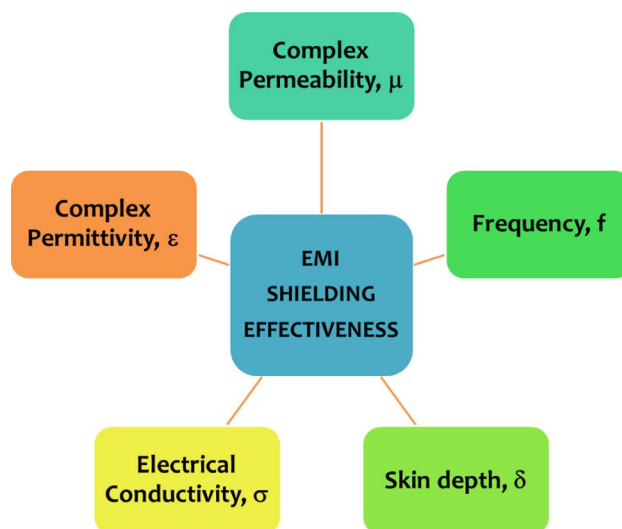 Complex
Permeability, μ
Complex
Permittivity, ε
Frequency, f
EMI
SHIELDING
EFFECTIVENESS
Electrical
Conductivity, σ
Skin depth, δ